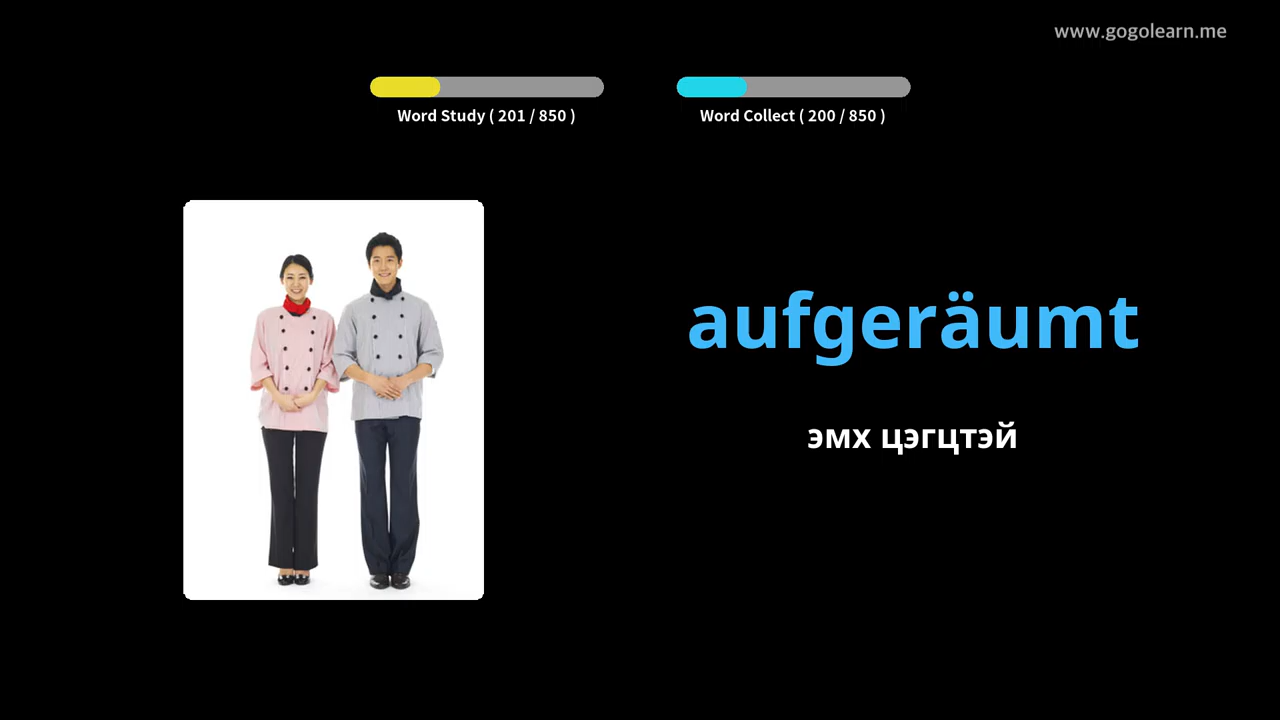 www.gogolearn.me
Word Study ( 201 / 850 )
Word Collect ( 200 / 850 )
aufgeräumt
эмх цэгцтэй